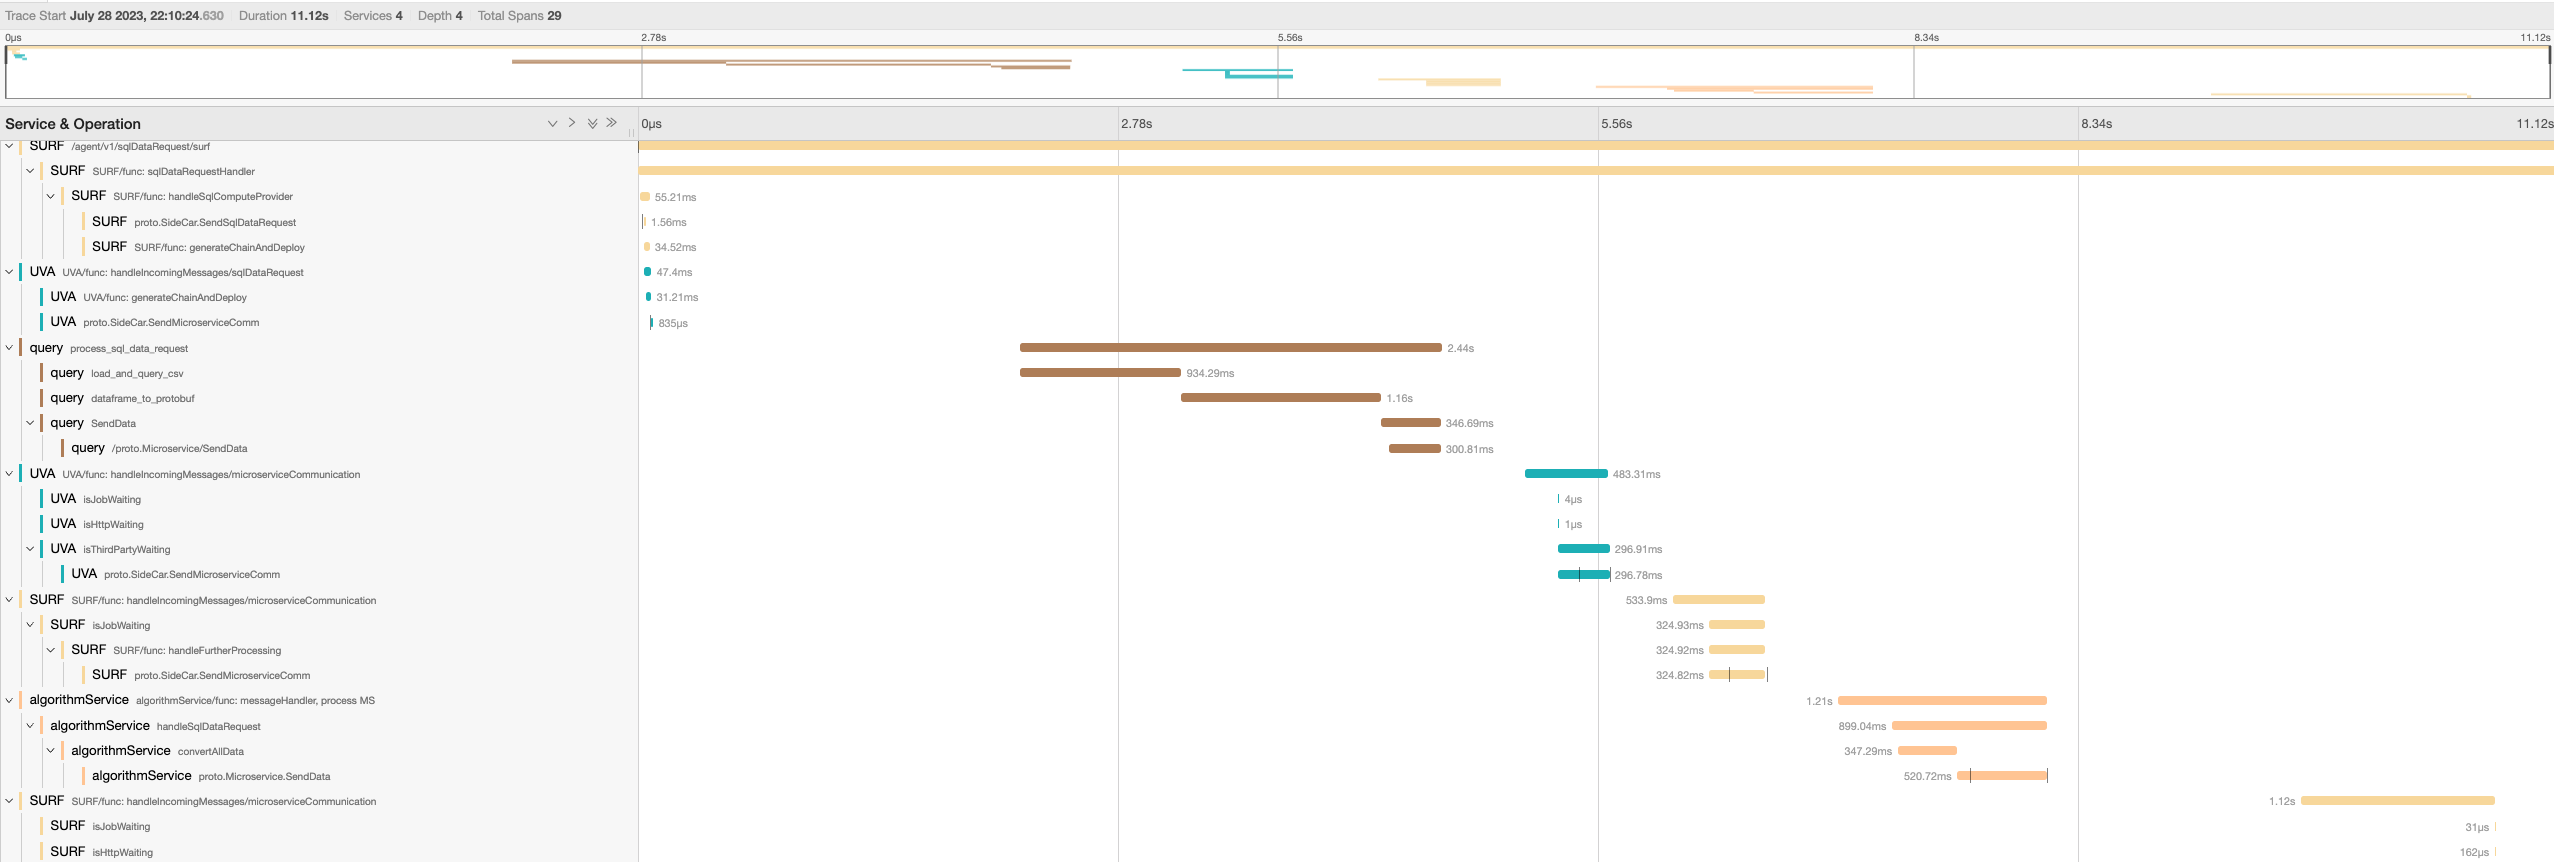 Trace Start July 28 2023, 22:10:24.630 Duration 11.12s Services 4 Depth 4 Total Spans 29
0μs 2.78s 5.56s 8.34s 11.12s
Service & Operation 0μs 2.78s 5.56s 8.34s 11.12s
SURF /agent/v1/sqlDataRequest/surf
SURF SURF/func: sqlDataRequestHandler
SURF SURF/func: handleSqlComputeProvider 55.21ms
SURF proto.SideCar.SendSqlDataRequest 1.56ms
SURF SURF/func: generateChainAndDeploy 34.52ms
UVA UVA/func: handleIncomingMessages/sqlDataRequest 47.4ms
UVA UVA/func: generateChainAndDeploy 31.21ms
UVA proto.SideCar.SendMicroserviceComm 835μs
query process_sql_data_request 2.44s
query load_and_query_csv 934.29ms
query dataframe_to_protobuf 1.16s
query SendData 346.69ms
query /proto.Microservice/SendData 300.81ms
UVA UVA/func: handleIncomingMessages/microserviceCommunication 483.31ms
UVA isJobWaiting 4μs
UVA isHttpWaiting 1μs
UVA isThirdPartyWaiting 296.91ms
UVA proto.SideCar.SendMicroserviceComm 296.78ms
SURF SURF/func: handleIncomingMessages/microserviceCommunication 533.9ms
SURF isJobWaiting 324.93ms
SURF SURF/func: handleFurtherProcessing 324.92ms
SURF proto.SideCar.SendMicroserviceComm 324.82ms
algorithmService algorithmService/func: messageHandler, process MS 1.21s
algorithmService handleSqlDataRequest 899.04ms
algorithmService convertAllData 347.29ms
algorithmService proto.Microservice.SendData 520.72ms
SURF SURF/func: handleIncomingMessages/microserviceCommunication 1.12s
SURF isJobWaiting 31μs
SURF isHttpWaiting 162μs